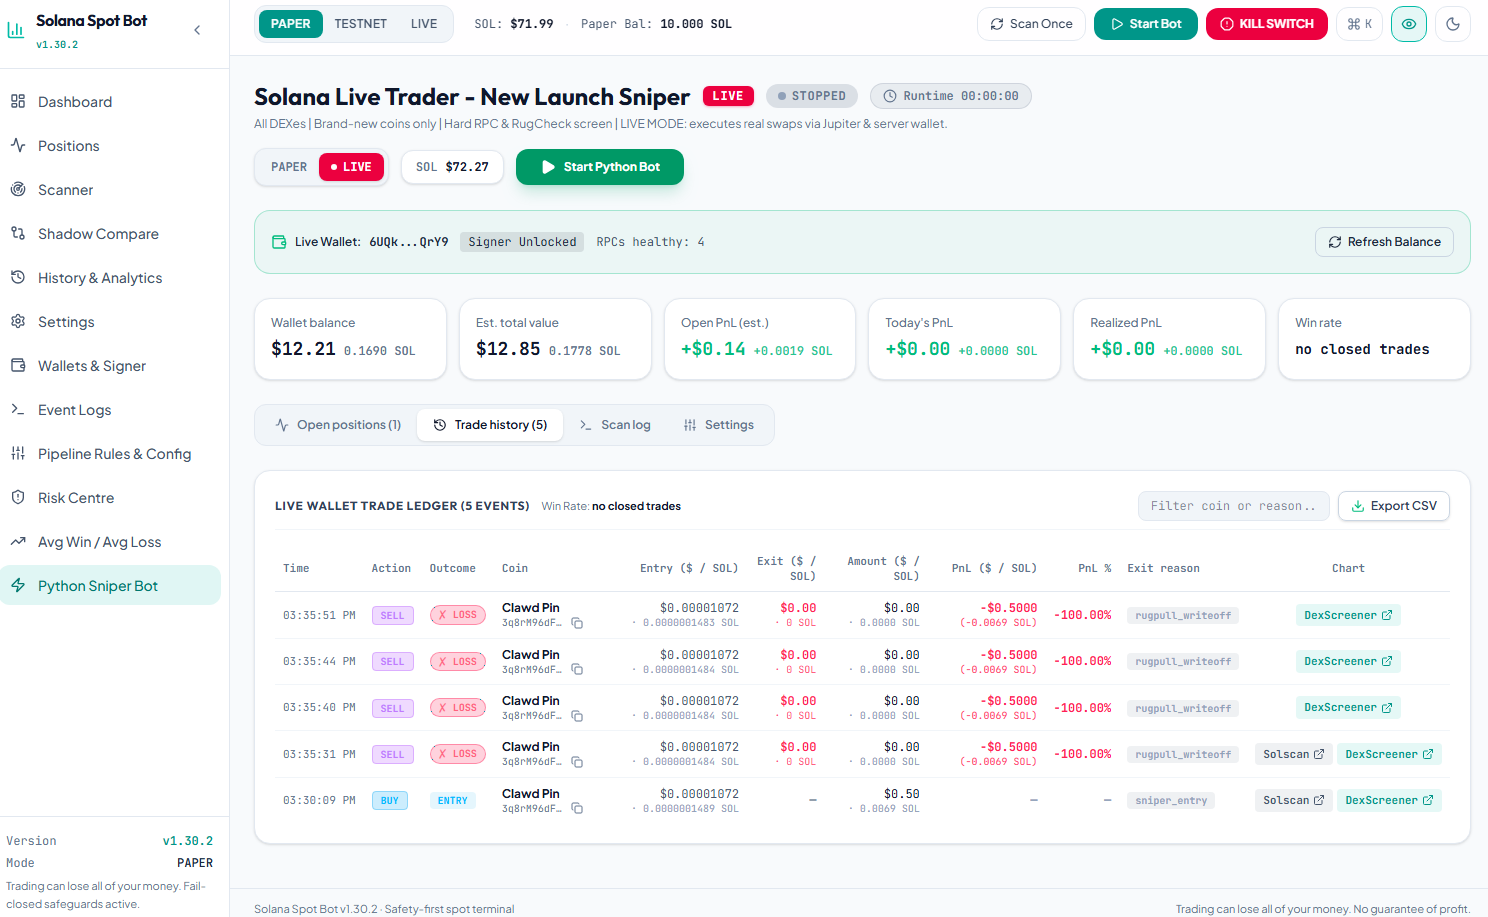 Solana Spot Bot
v1.30.2
PAPER TESTNET LIVE SOL: $71.99 · Paper Bal: 10.000 SOL Scan Once Start Bot KILL SWITCH ⌘ K
Dashboard
Positions
Scanner
Shadow Compare
History & Analytics
Settings
Wallets & Signer
Event Logs
Pipeline Rules & Config
Risk Centre
Avg Win / Avg Loss
Python Sniper Bot
Version v1.30.2
Mode PAPER
Trading can lose all of your money. Fail-
closed safeguards active.
Solana Live Trader - New Launch Sniper LIVE STOPPED Runtime 00:00:00
All DEXes | Brand-new coins only | Hard RPC & RugCheck screen | LIVE MODE: executes real swaps via Jupiter & server wallet.
PAPER LIVE SOL $72.27 Start Python Bot
Live Wallet: 6UQk...QrY9 Signer Unlocked RPCs healthy: 4 Refresh Balance
Wallet balance
$12.21 0.1690 SOL
Est. total value
$12.85 0.1778 SOL
Open PnL (est.)
+$0.14 +0.0019 SOL
Today's PnL
+$0.00 +0.0000 SOL
Realized PnL
+$0.00 +0.0000 SOL
Win rate
no closed trades
Open positions (1) Trade history (5) Scan log Settings
LIVE WALLET TRADE LEDGER (5 EVENTS) Win Rate: no closed trades Filter coin or reason.. Export CSV
Time Action Outcome Coin Entry ($ / SOL) Exit ($ / SOL) Amount ($ / SOL) PnL ($ / SOL) PnL % Exit reason Chart
03:35:51 PM SELL X LOSS Clawd Pin $0.00001072 $0.00 $0.00 -$0.5000 -100.00% rugpull_writeoff DexScreener
3q8rM96dF… · 0.0000001483 SOL · 0 SOL · 0.0000 SOL (-0.0069 SOL)
03:35:44 PM SELL X LOSS Clawd Pin $0.00001072 $0.00 $0.00 -$0.5000 -100.00% rugpull_writeoff DexScreener
3q8rM96dF… · 0.0000001484 SOL · 0 SOL · 0.0000 SOL (-0.0069 SOL)
03:35:40 PM SELL X LOSS Clawd Pin $0.00001072 $0.00 $0.00 -$0.5000 -100.00% rugpull_writeoff DexScreener
3q8rM96dF… · 0.0000001484 SOL · 0 SOL · 0.0000 SOL (-0.0069 SOL)
03:35:31 PM SELL X LOSS Clawd Pin $0.00001072 $0.00 $0.00 -$0.5000 -100.00% rugpull_writeoff Solscan DexScreener
3q8rM96dF… · 0.0000001484 SOL · 0 SOL · 0.0000 SOL (-0.0069 SOL)
03:30:09 PM BUY ENTRY Clawd Pin $0.00001072 — $0.50 — — sniper_entry Solscan DexScreener
3q8rM96dF… · 0.0000001489 SOL · 0.0069 SOL
Solana Spot Bot v1.30.2 · Safety-first spot terminal Trading can lose all of your money. No guarantee of profit.